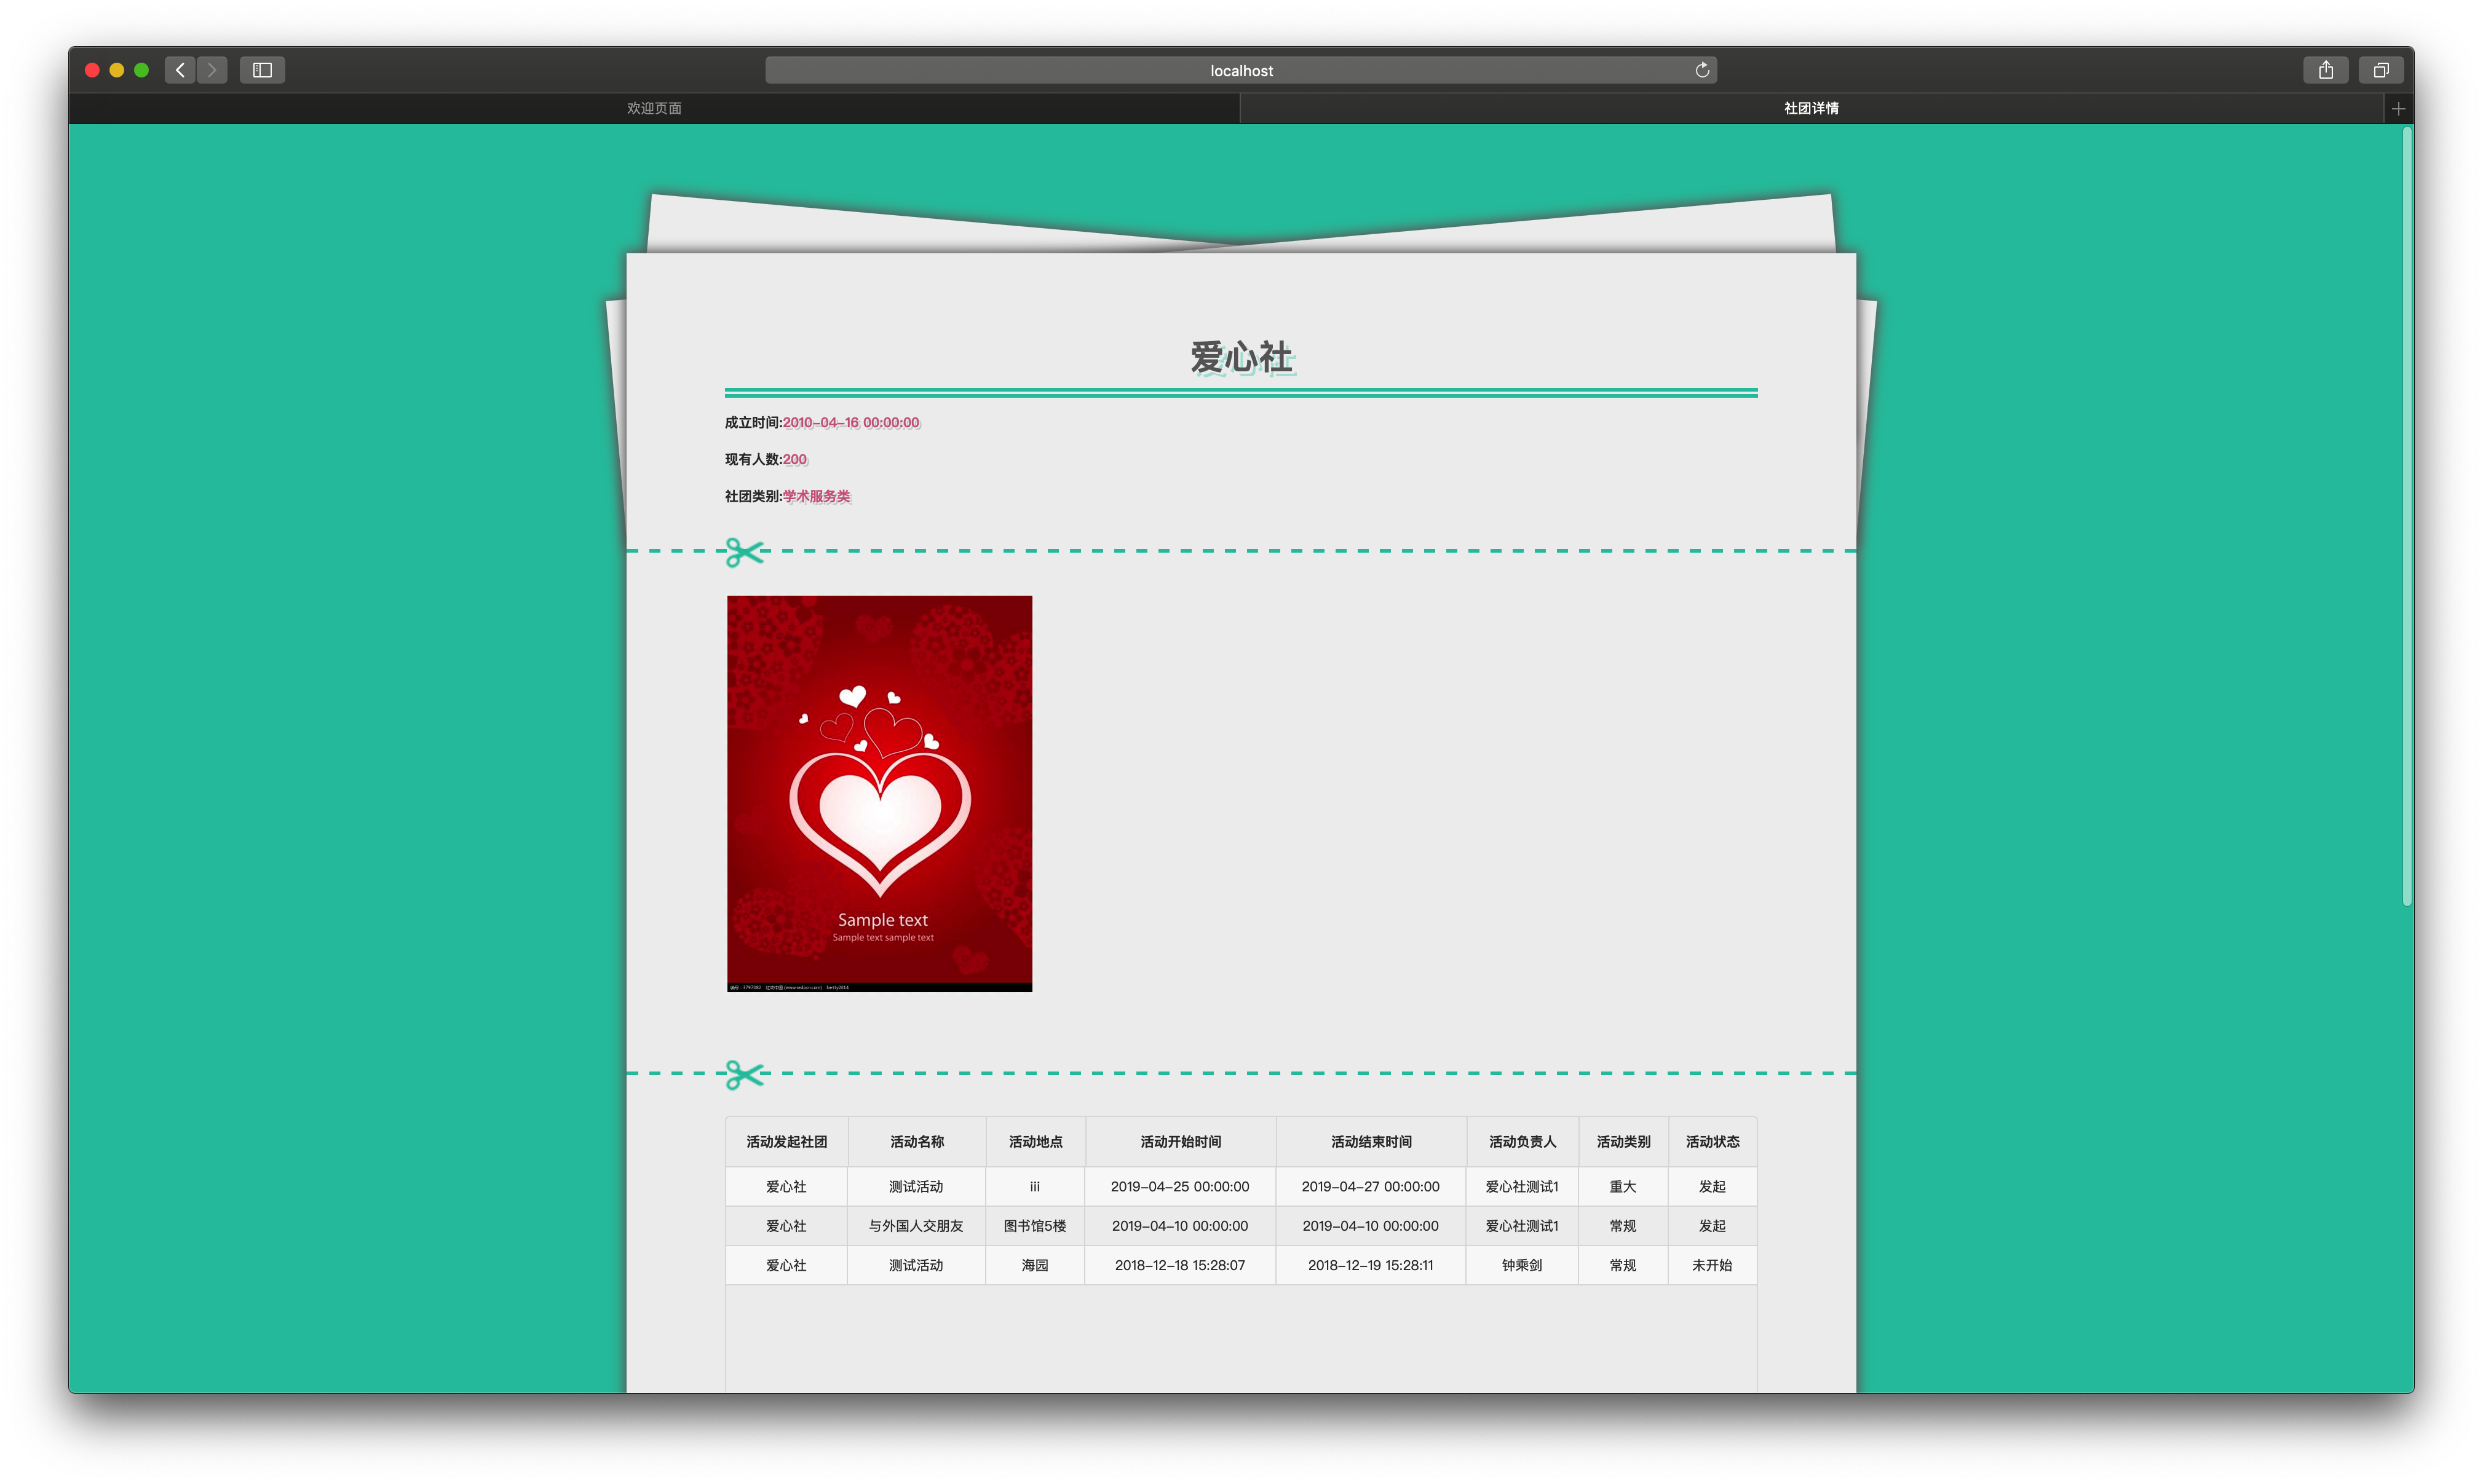 localhost
欢迎页面 社团详情
爱心社
成立时间:2010-04-16 00:00:00
现有人数:200
社团类别:学术服务类
Sample text
Sample text sample text
活动发起社团 活动名称 活动地点 活动开始时间 活动结束时间 活动负责人 活动类别 活动状态
爱心社 测试活动 iii 2019-04-25 00:00:00 2019-04-27 00:00:00 爱心社测试1 重大 发起
爱心社 与外国人交朋友 图书馆5楼 2019-04-10 00:00:00 2019-04-10 00:00:00 爱心社测试1 常规 发起
爱心社 测试活动 海园 2018-12-18 15:28:07 2018-12-19 15:28:11 钟乘剑 常规 未开始